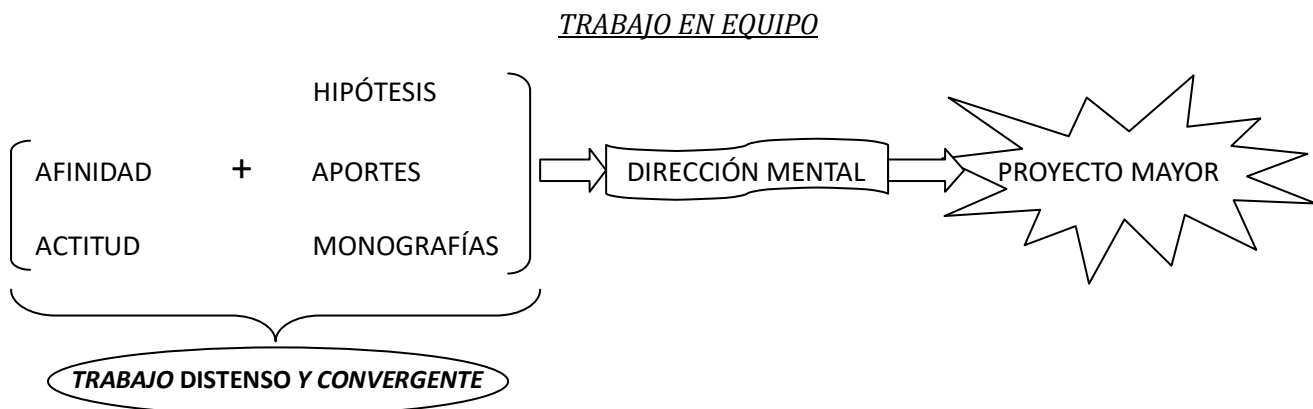 TRABAJO EN EQUIPO
HIPÓTESIS
AFINIDAD + APORTES DIRECCIÓN MENTAL PROYECTO MAYOR
ACTITUD MONOGRAFÍAS
TRABAJO DISTENSO Y CONVERGENTE